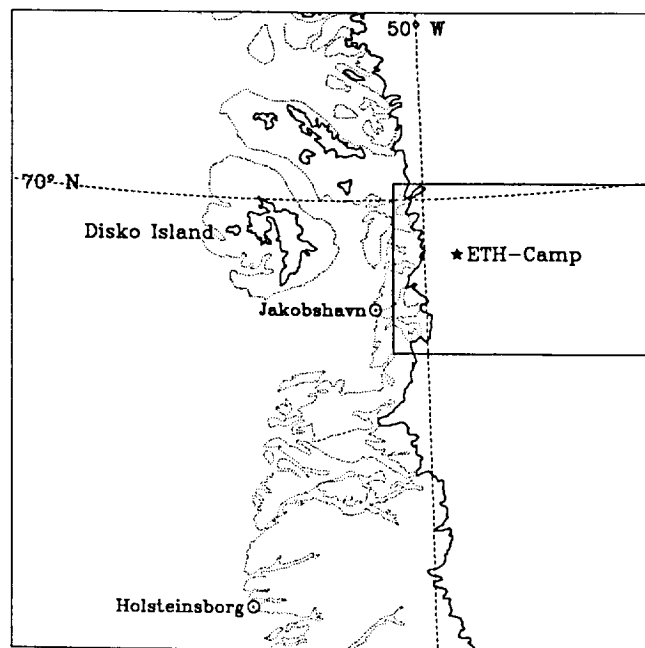 50° W
70° N
Disko Island
★ETH-Camp
Jakobshavn
Holsteinsborg